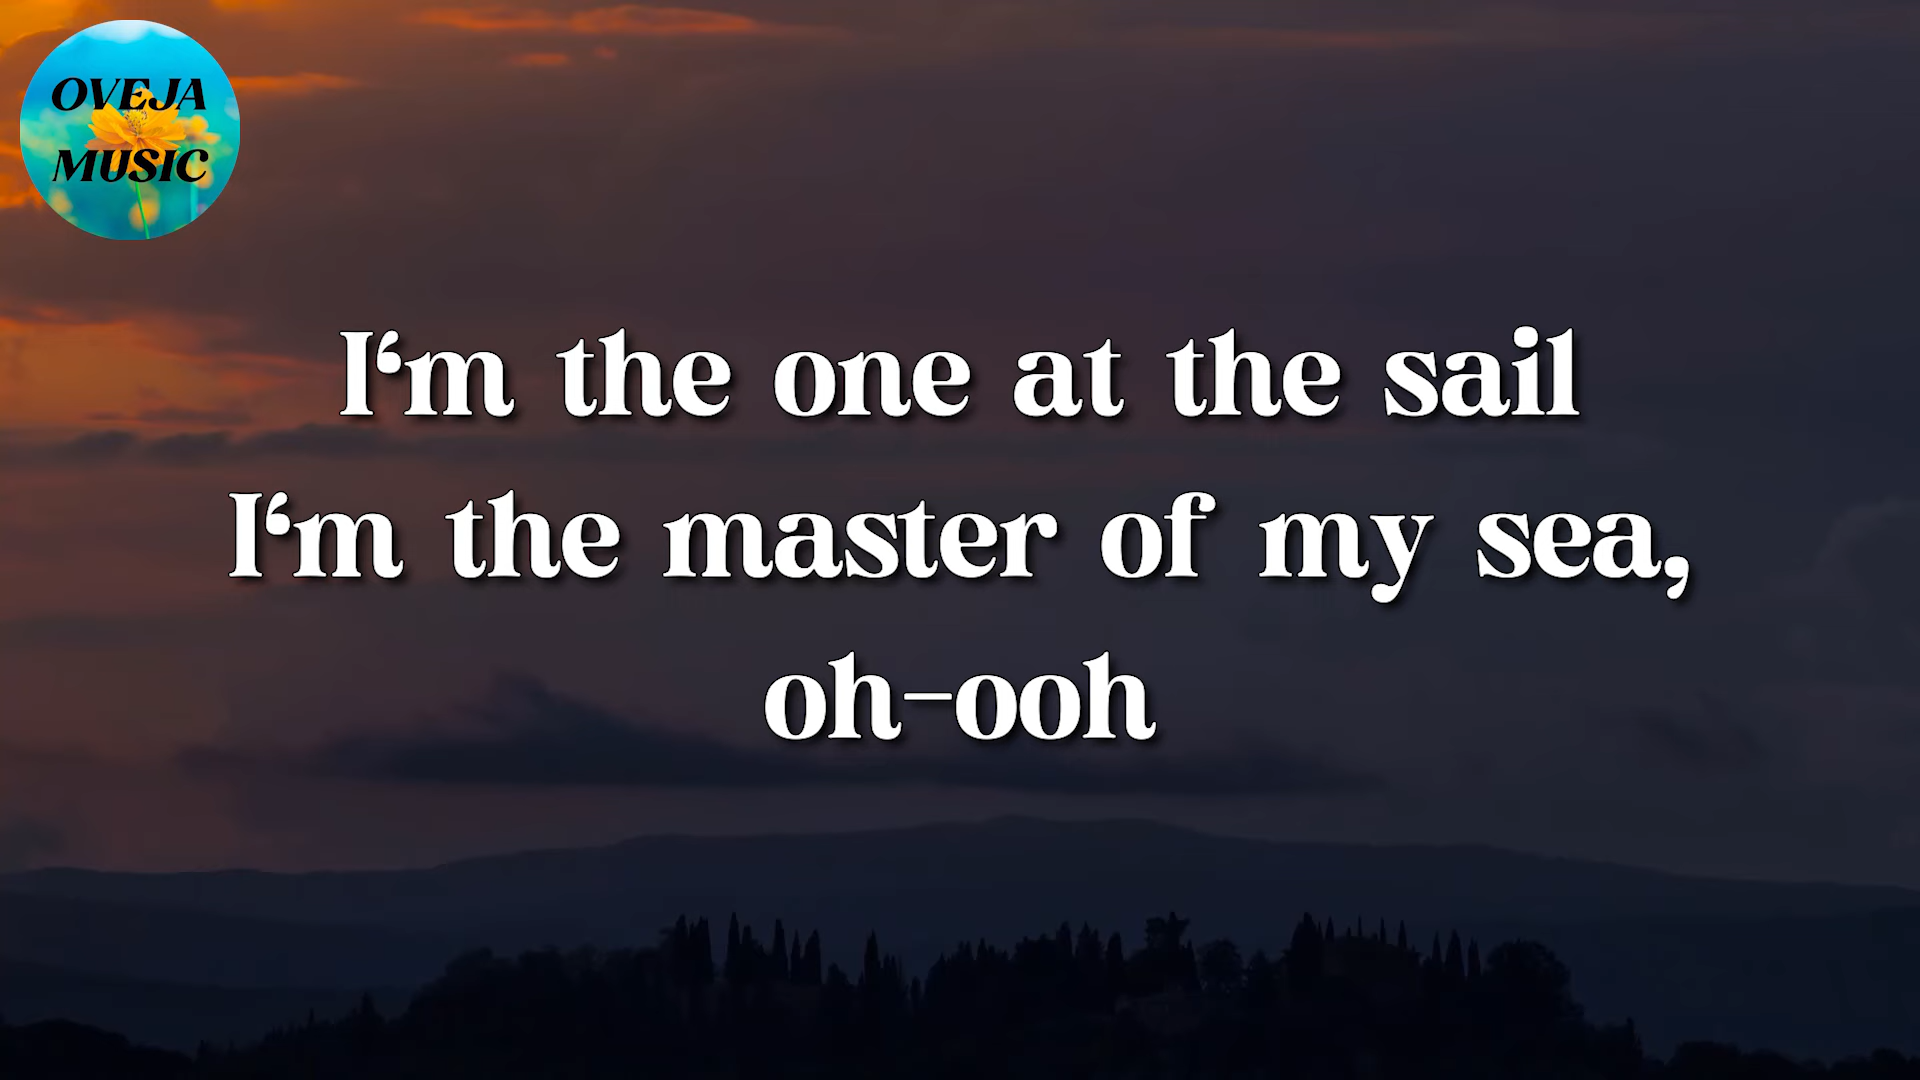 OVEJA
MUSIC
I‘m the one at the sail
I‘m the master of my sea,
oh-ooh